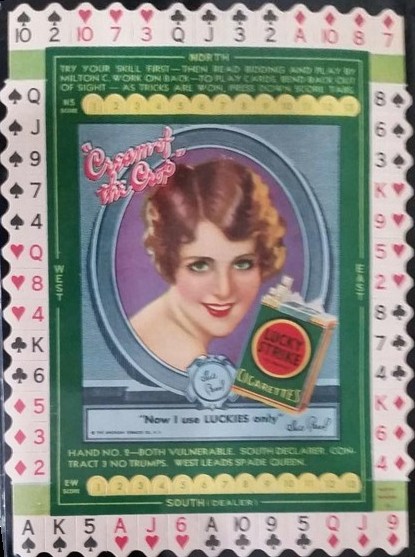 10 2 10 7 3 Q J 3 2 A 10 8 7
NORTH
TRY YOUR SKILL FIRST—THEN READ BIDDING AND PLAY BY
MILTON C. WORK ON BACK—TO PLAY CARDS, BEND BACK OUT
OF SIGHT — AS TRICKS ARE WON, PRESS DOWN SCORE TABS.
NS
SCORE
1 2 3 4 5 6 7 8 9 10 11 12 13
Q
J
9
7
4
Q
8
4
K
6
5
3
2
WEST
"Cream of
the Crop"
LUCKY
STRIKE
CIGARETTES
"Now I use LUCKIES only"
Sue Carol
EAST
8
6
3
K
9
5
2
8
7
4
K
6
4
HAND NO. 2—BOTH VULNERABLE. SOUTH DECLARER, CON-
TRACT 3 NO TRUMPS. WEST LEADS SPADE QUEEN.
EW
SCORE
1 2 3 4 5 6 7 8 9 10 11 12 13
SOUTH (DEALER)
A K 5 A J 6 A 10 9 5 Q J 9